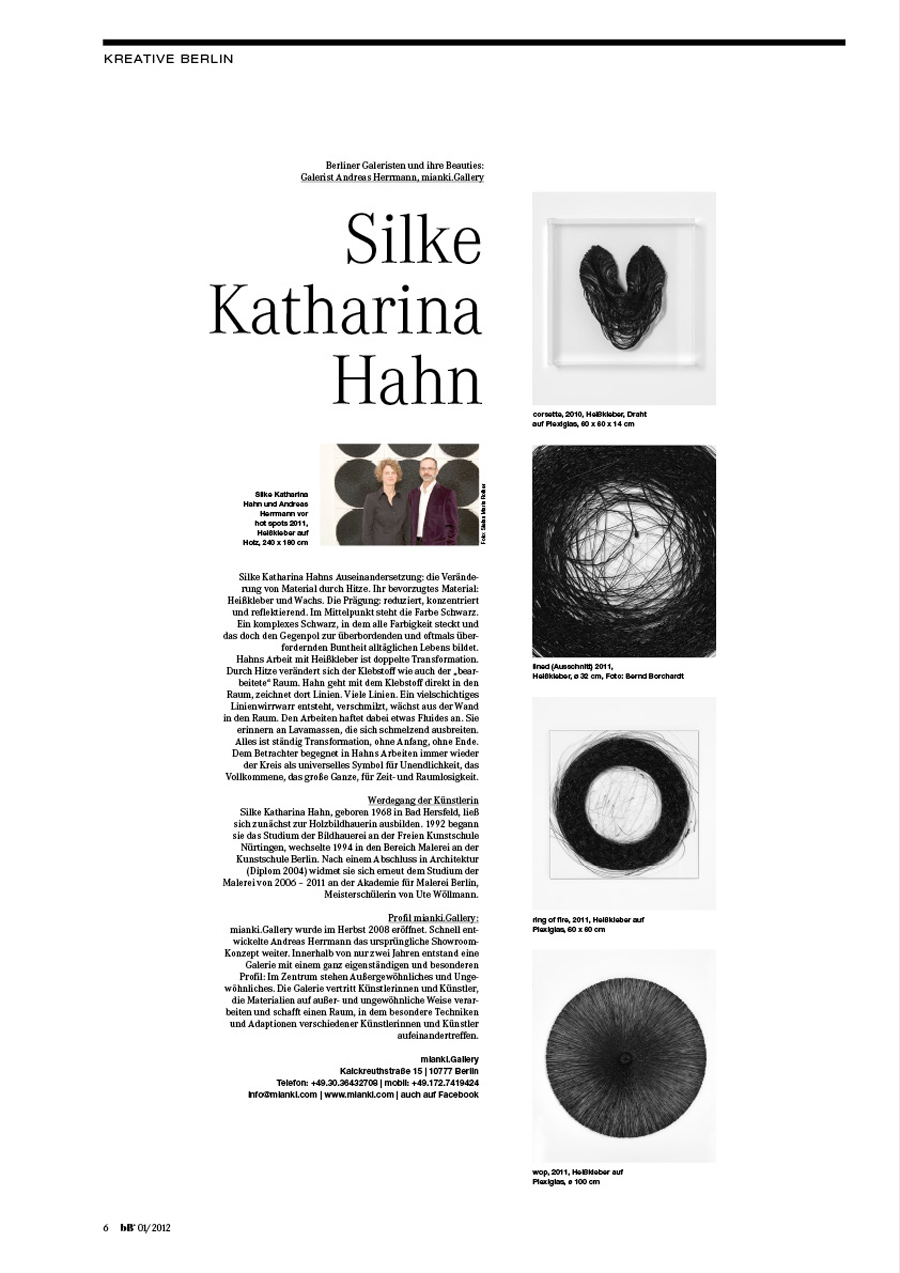 KREATIVE BERLIN
Berliner Galeristen und ihre Beauties:
Galerist Andreas Herrmann, mianki.Gallery
Silke
Katharina
Hahn
Silke Katharina
Hahn und Andreas
Herrmann vor
hot spots 2011,
Heißkleber auf
Holz, 240 x 180 cm
Silke Katharina Hahns Auseinandersetzung: die Verände-
rung von Material durch Hitze. Ihr bevorzugtes Material:
Heißkleber und Wachs. Die Prägung: reduziert, konzentriert
und reflektierend. Im Mittelpunkt steht die Farbe Schwarz.
Ein komplexes Schwarz, in dem alle Farbigkeit steckt und
das doch den Gegenpol zur überbordenden und oftmals über-
fordernden Buntheit alltäglichen Lebens bildet.
Hahns Arbeit mit Heißkleber ist doppelte Transformation.
Durch Hitze verändert sich der Klebstoff wie auch der „bear-
beitete“ Raum. Hahn geht mit dem Klebstoff direkt in den
Raum, zeichnet dort Linien. Viele Linien. Ein vielschichtiges
Linienwirrwarr entsteht, verschmilzt, wächst aus der Wand
in den Raum. Den Arbeiten haftet dabei etwas Fluides an. Sie
erinnern an Lavamassen, die sich schmelzend ausbreiten.
Alles ist ständig Transformation, ohne Anfang, ohne Ende.
Dem Betrachter begegnet in Hahns Arbeiten immer wieder
der Kreis als universelles Symbol für Unendlichkeit, das
Vollkommene, das große Ganze, für Zeit- und Raumlosigkeit.
Werdegang der Künstlerin
Silke Katharina Hahn, geboren 1968 in Bad Hersfeld, ließ
sich zunächst zur Holzbildhauerin ausbilden. 1992 begann
sie das Studium der Bildhauerei an der Freien Kunstschule
Nürtingen, wechselte 1994 in den Bereich Malerei an der
Kunstschule Berlin. Nach einem Abschluss in Architektur
(Diplom 2004) widmet sie sich erneut dem Studium der
Malerei von 2006 – 2011 an der Akademie für Malerei Berlin,
Meisterschülerin von Ute Wöllmann.
Profil mianki.Gallery:
mianki.Gallery wurde im Herbst 2008 eröffnet. Schnell ent-
wickelte Andreas Herrmann das ursprüngliche Showroom-
Konzept weiter. Innerhalb von nur zwei Jahren entstand eine
Galerie mit einem ganz eigenständigen und besonderen
Profil: Im Zentrum stehen Außergewöhnliches und Unge-
wöhnliches. Die Galerie vertritt Künstlerinnen und Künstler,
die Materialien auf außer- und ungewöhnliche Weise verar-
beiten und schafft einen Raum, in dem besondere Techniken
und Adaptionen verschiedener Künstlerinnen und Künstler
aufeinandertreffen.
mianki.Gallery
Kalckreuthstraße 15 | 10777 Berlin
Telefon: +49.30.36432708 | mobil: +49.172.7419424
info@mianki.com | www.mianki.com | auch auf Facebook
corsette, 2010, Heißkleber, Draht
auf Plexiglas, 60 x 60 x 14 cm
lined (Ausschnitt) 2011,
Heißkleber, ø 32 cm, Foto: Bernd Borchardt
ring of fire, 2011, Heißkleber auf
Plexiglas, 60 x 60 cm
wop, 2011, Heißkleber auf
Plexiglas, ø 100 cm
6 bB 01/2012